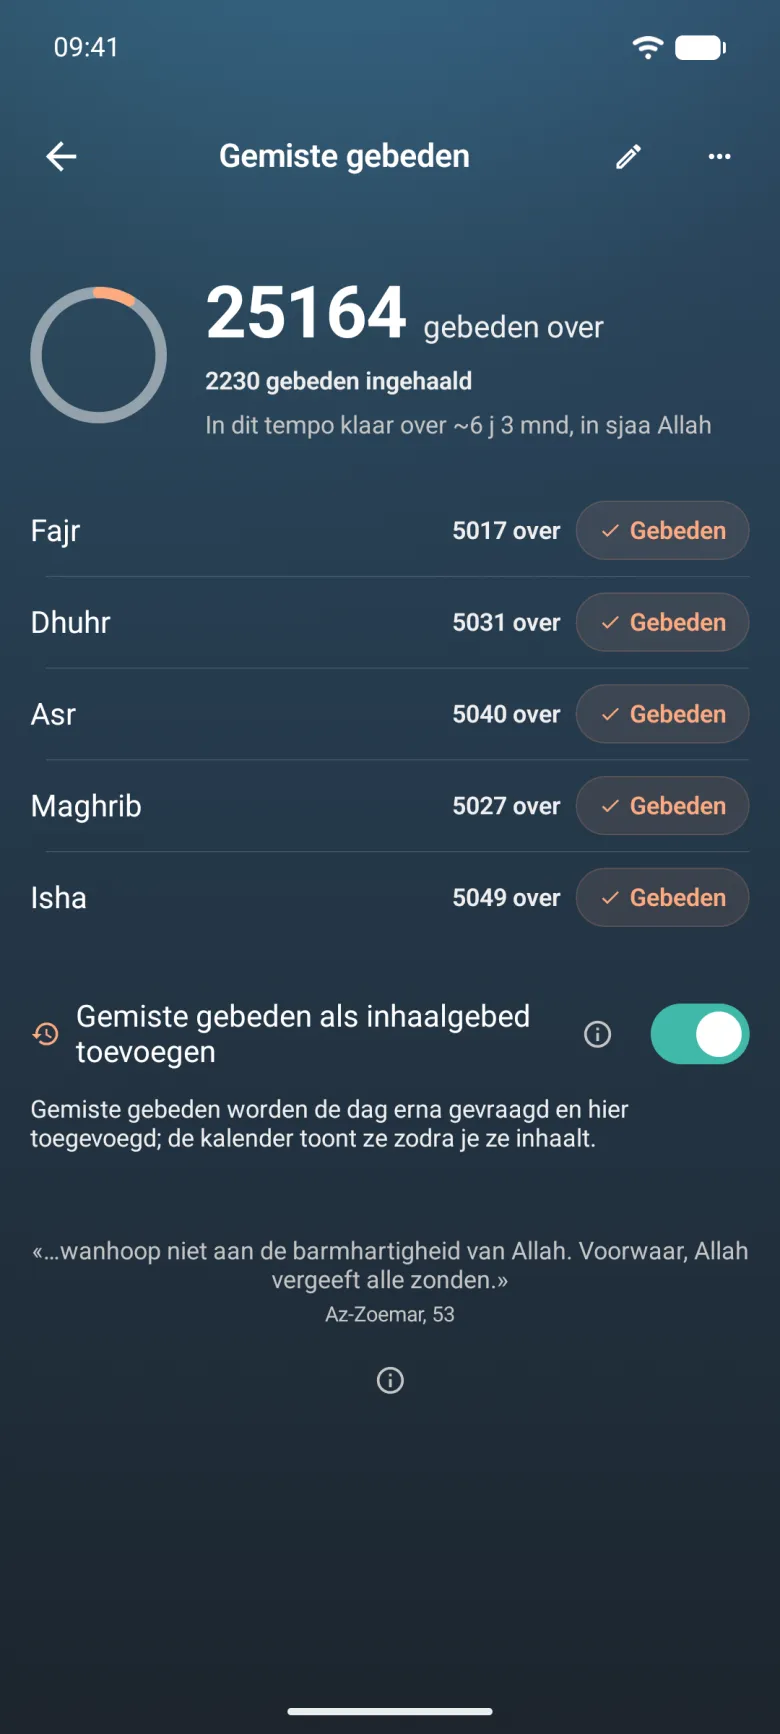 09:41
Gemiste gebeden
25164 gebeden over
2230 gebeden ingehaald
In dit tempo klaar over ~6 j 3 mnd, in sjaa Allah
Fajr 5017 over Gebeden
Dhuhr 5031 over Gebeden
Asr 5040 over Gebeden
Maghrib 5027 over Gebeden
Isha 5049 over Gebeden
Gemiste gebeden als inhaalgebed
toevoegen
Gemiste gebeden worden de dag erna gevraagd en hier
toegevoegd; de kalender toont ze zodra je ze inhaalt.
«…wanhoop niet aan de barmhartigheid van Allah. Voorwaar, Allah
vergeeft alle zonden.»
Az-Zoemar, 53